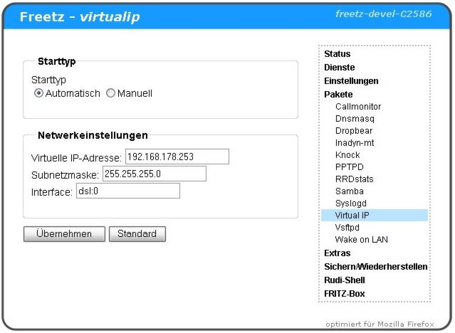 Freetz - virtualip
freetz-devel-C2586
Starttyp
Starttyp
Automatisch Manuell
Netwerkeinstellungen
Virtuelle IP-Adresse: 192.168.178.253
Subnetzmaske: 255.255.255.0
Interface: dsl:0
Übernehmen Standard
Status
Dienste
Einstellungen
Pakete
Callmonitor
Dnsmasq
Dropbear
Inadyn-mt
Knock
PPTPD
RRDstats
Samba
Syslogd
Virtual IP
Vsftpd
Wake on LAN
Extras
Sichern/Wiederherstellen
Rudi-Shell
FRITZ-Box
optimiert für Mozilla Firefox